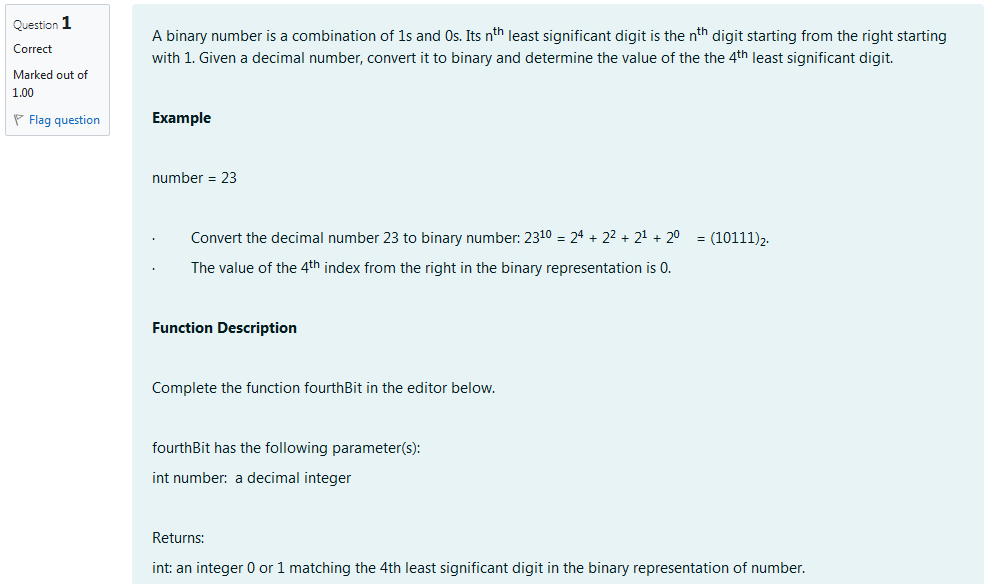 Question 1
Correct
Marked out of
1.00
Flag question
A binary number is a combination of 1s and 0s. Its nth least significant digit is the nth digit starting from the right starting
with 1. Given a decimal number, convert it to binary and determine the value of the the 4th least significant digit.
Example
number = 23
· Convert the decimal number 23 to binary number: 23¹⁰ = 2⁴ + 2² + 2¹ + 2⁰ = (10111)₂.
· The value of the 4th index from the right in the binary representation is 0.
Function Description
Complete the function fourthBit in the editor below.
fourthBit has the following parameter(s):
int number: a decimal integer
Returns:
int: an integer 0 or 1 matching the 4th least significant digit in the binary representation of number.